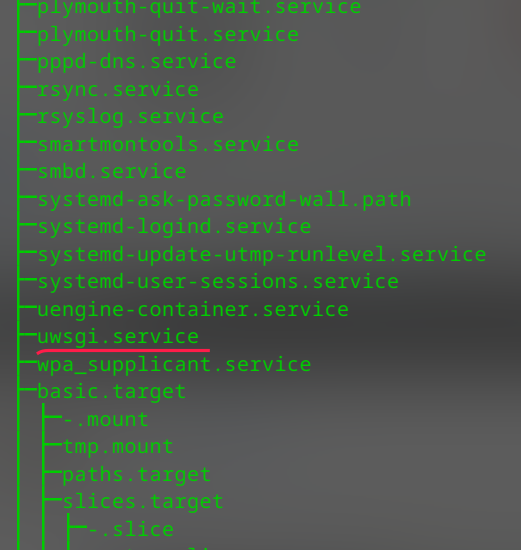 plymouth-quit-wait.service
plymouth-quit.service
pppd-dns.service
rsync.service
rsyslog.service
smartmontools.service
smbd.service
systemd-ask-password-wall.path
systemd-logind.service
systemd-update-utmp-runlevel.service
systemd-user-sessions.service
uengine-container.service
uwsgi.service
wpa_supplicant.service
basic.target
-.mount
tmp.mount
paths.target
slices.target
-.slice